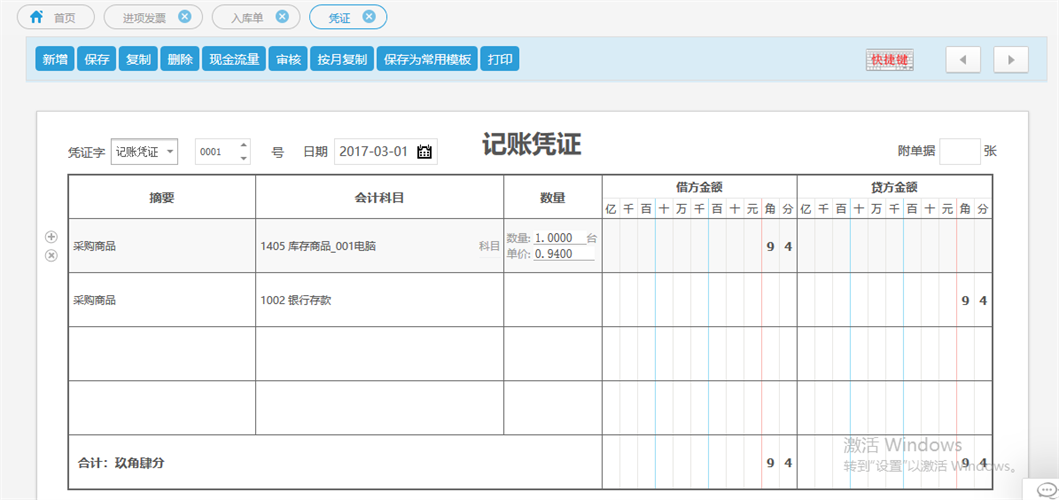 首页 进项发票 入库单 凭证
新增 保存 复制 删除 现金流量 审核 按月复制 保存为常用模板 打印 快捷键
记账凭证
凭证字 记账凭证 0001 号 日期 2017-03-01 附单据 张
摘要 会计科目 数量 借方金额 贷方金额
亿 千 百 十 万 千 百 十 元 角 分 亿 千 百 十 万 千 百 十 元 角 分
采购商品 1405 库存商品_001电脑 科目 数量: 1.0000 台 9 4
单价: 0.9400
采购商品 1002 银行存款 9 4
合计：玖角肆分 9 4 9 4
激活 Windows
转到"设置"以激活 Windows。